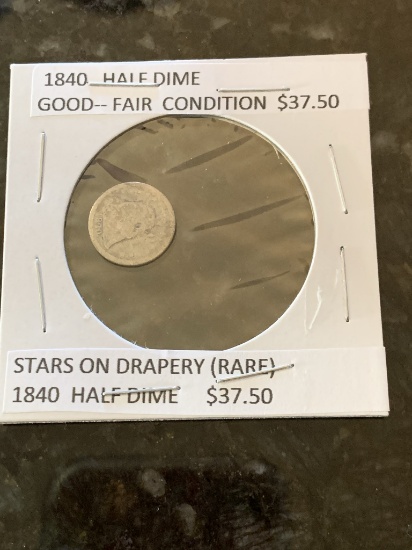 1840 HALF DIME
GOOD-- FAIR CONDITION $37.50
STARS ON DRAPERY (RARE)
1840 HALF DIME $37.50